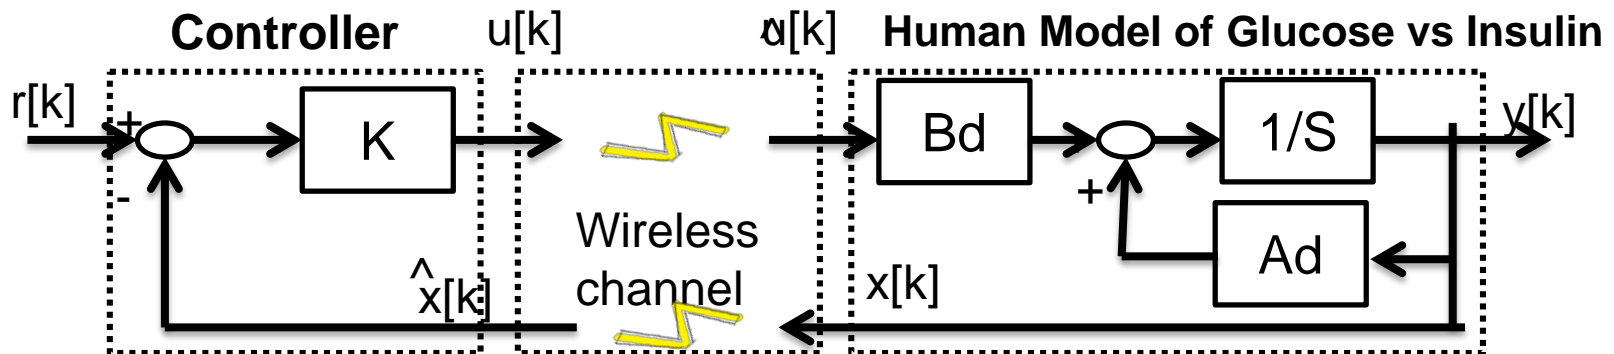 Controller
u[k]
^
u[k]
Human Model of Glucose vs Insulin
r[k]
+
-
K
Bd
1/S
y[k]
+
Ad
Wireless
channel
^
x[k]
x[k]